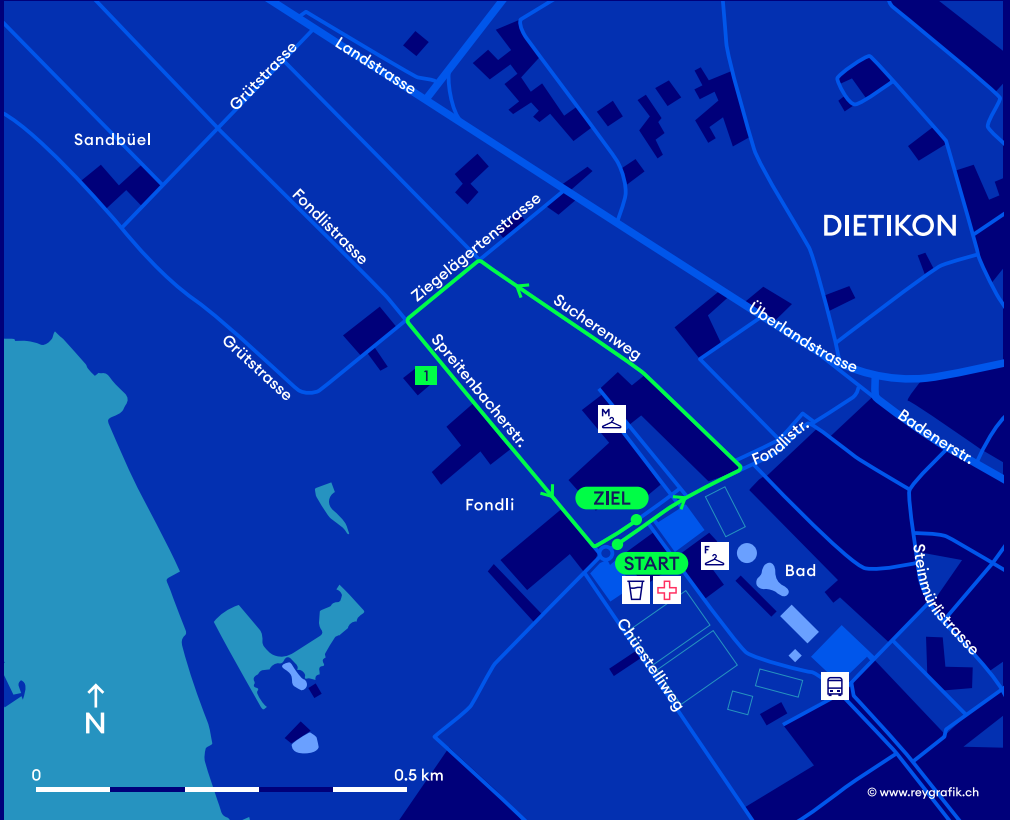 Landstrasse
Grütstrasse
Sandbüel
Fondlistrasse
Ziegelägertenstrasse
DIETIKON
Sucherenweg
Überlandstrasse
Grütstrasse
Spreitenbacherstr.
1
M
Fondlistr.
Badenerstr.
Fondli
ZIEL
START
F
Bad
Steinmürlistrasse
Chüestelliweg
N
0
0.5 km
© www.reygrafik.ch